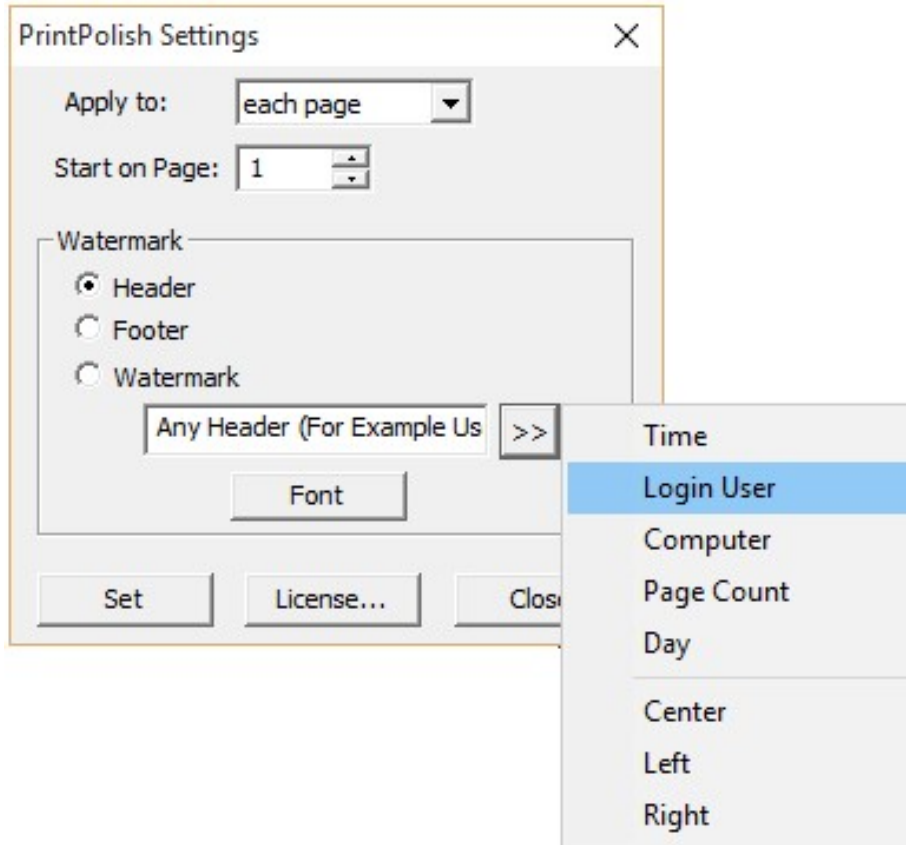 PrintPolish Settings
Apply to: each page
Start on Page: 1
Watermark
Header
Footer
Watermark
Any Header (For Example Us >>
Font
Set License... Clos
Time
Login User
Computer
Page Count
Day
Center
Left
Right